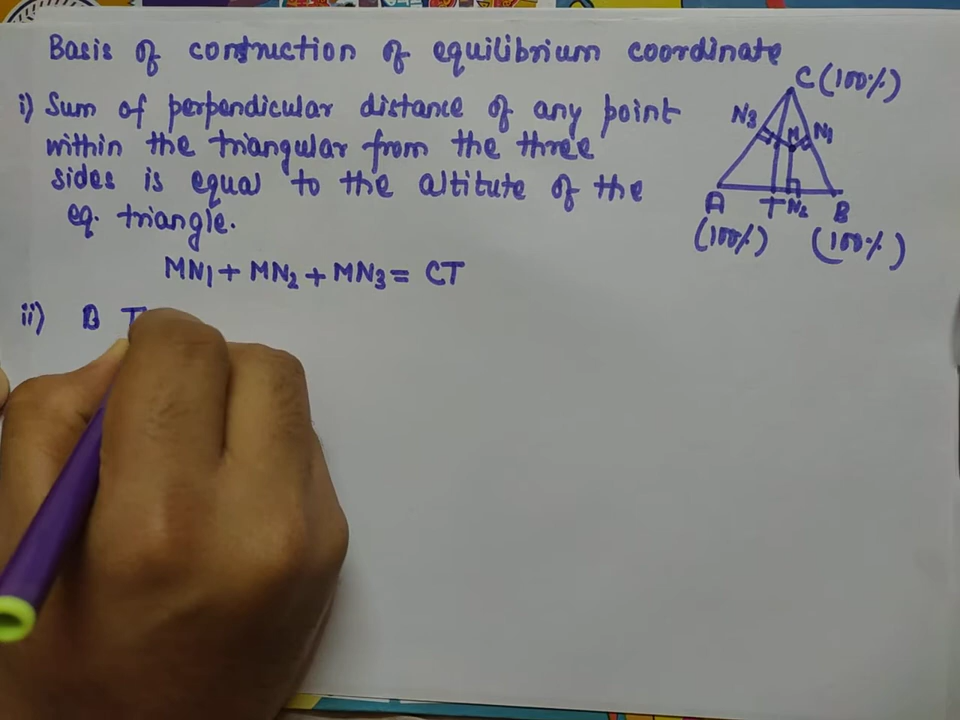 Basis of contruction of equilibrium coordinate
i) Sum of perpendicular distance of any point
within the triangular from the three
sides is equal to the altitute of the
eq. triangle.
MN1 + MN2 + MN3 = CT
ii) B T
C (100%)
N3
M N1
A T N2 B
(100%) (100%)